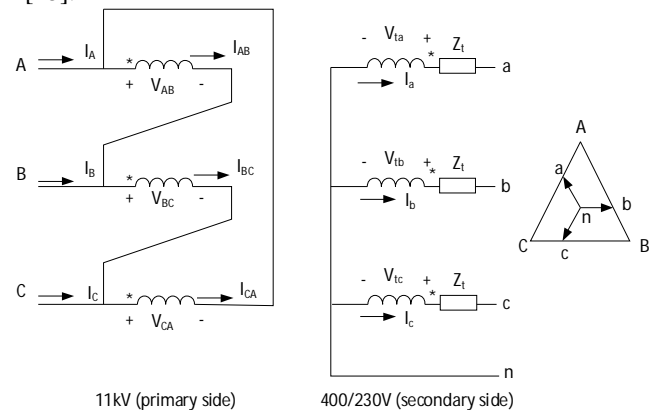 A I_A * I_AB
+ V_AB -
B I_B * I_BC
+ V_BC -
C I_C * I_CA
+ V_CA -
11kV (primary side)
- V_ta + Z_t
* a
I_a
- V_tb + Z_t
* b
I_b
- V_tc + Z_t
* c
I_c
n
400/230V (secondary side)
A
a b
n
C c B